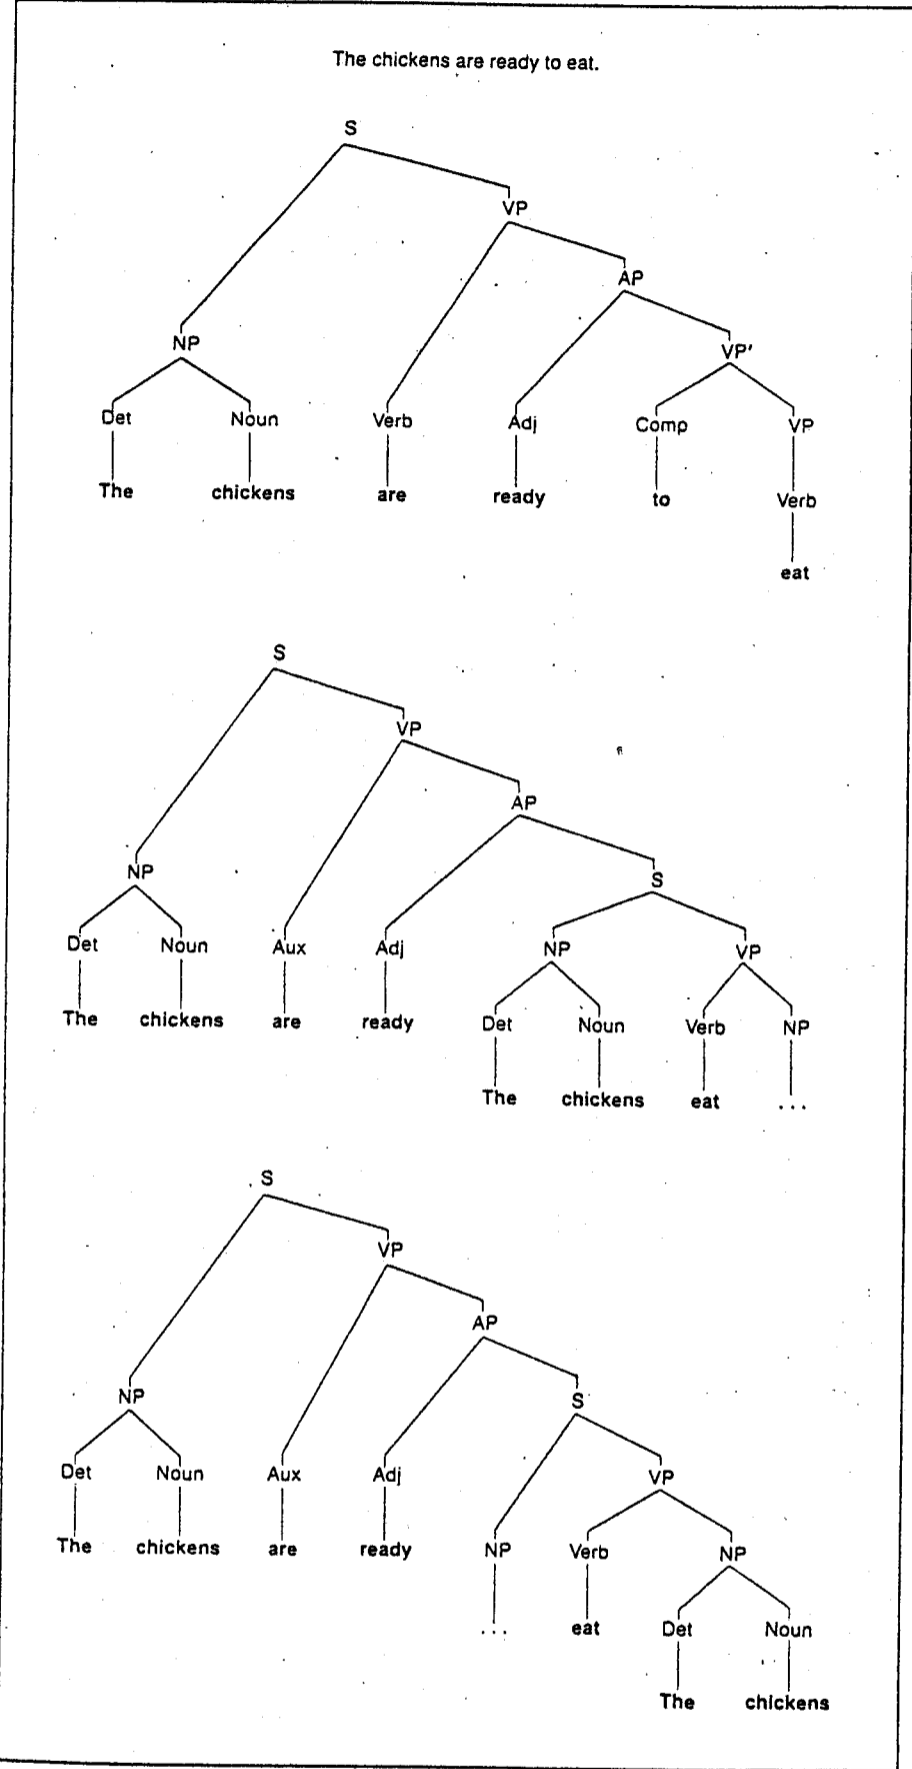 The chickens are ready to eat.
S
VP
AP
NP
VP'
Det Noun Verb Adj Comp VP
The chickens are ready to Verb
eat
S
VP
AP
NP
S
Det Noun Aux Adj NP VP
The chickens are ready Det Noun Verb NP
The chickens eat ...
S
VP
AP
NP
S
Det Noun Aux Adj VP
The chickens are ready NP Verb NP
... eat Det Noun
The chickens